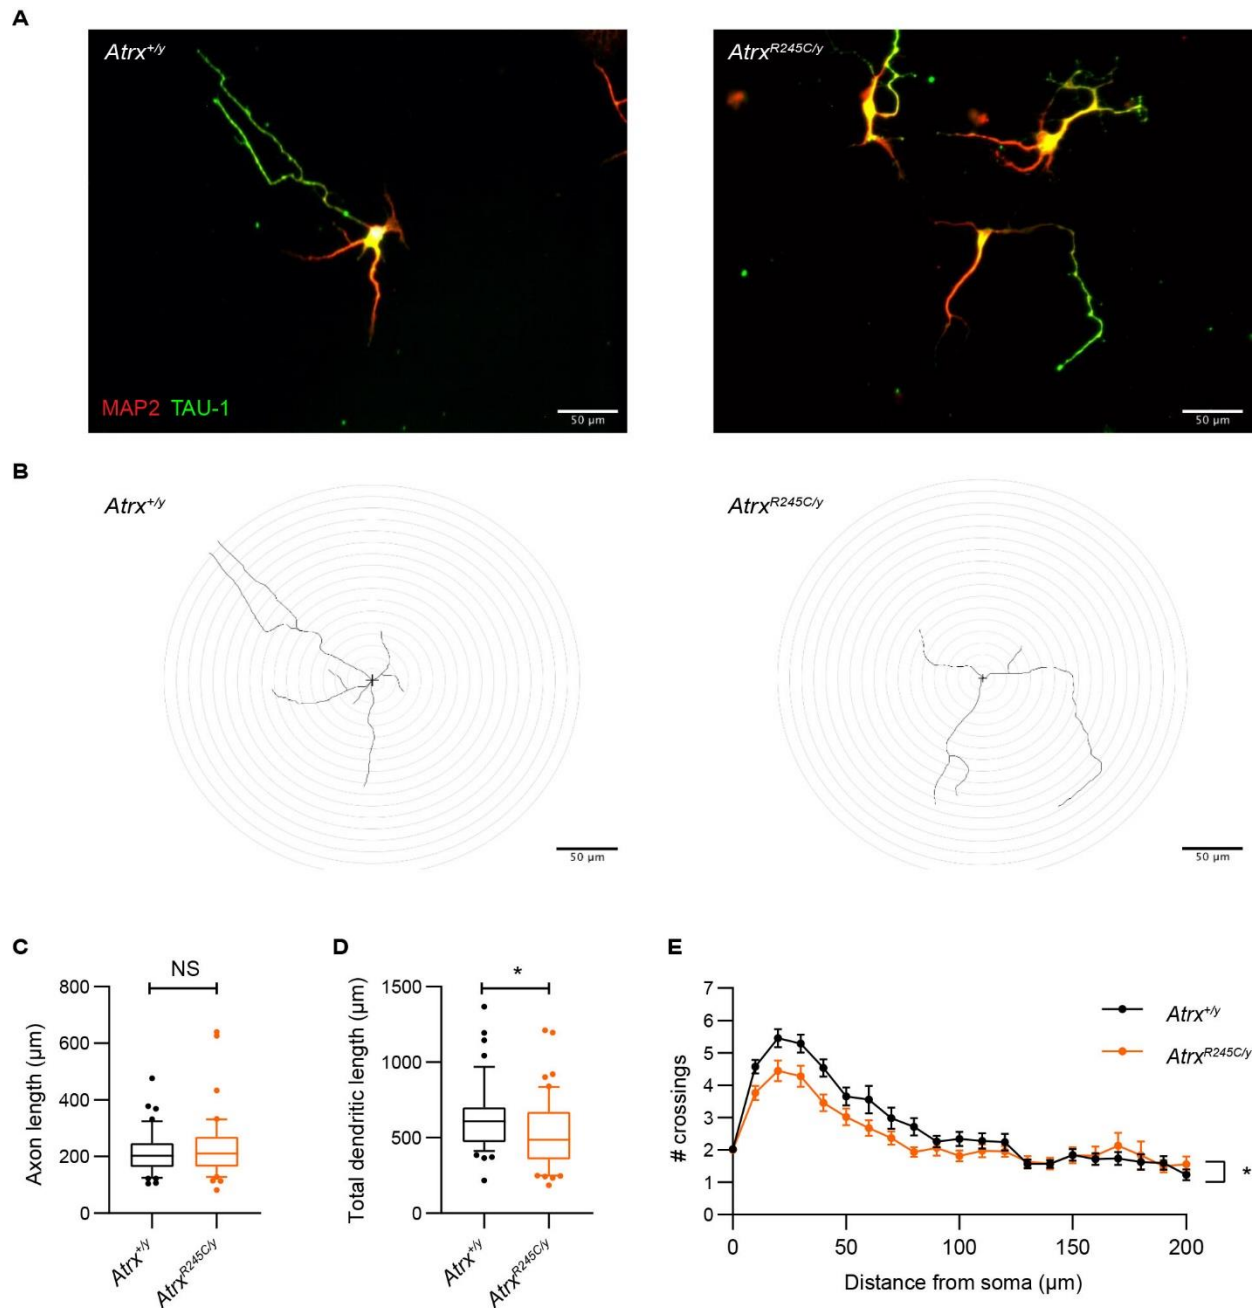 A
Atrx+/y
AtrxR245C/y
MAP2 TAU-1
50 µm
50 µm
B
Atrx+/y
AtrxR245C/y
50 µm
50 µm
C
NS
Axon length (µm)
800
600
400
200
0
Atrx+/y
AtrxR245C/y
D
*
Total dendritic length (µm)
1500
1000
500
0
Atrx+/y
AtrxR245C/y
E
# crossings
7
6
5
4
3
2
1
0
0 50 100 150 200
Distance from soma (µm)
Atrx+/y
AtrxR245C/y
*